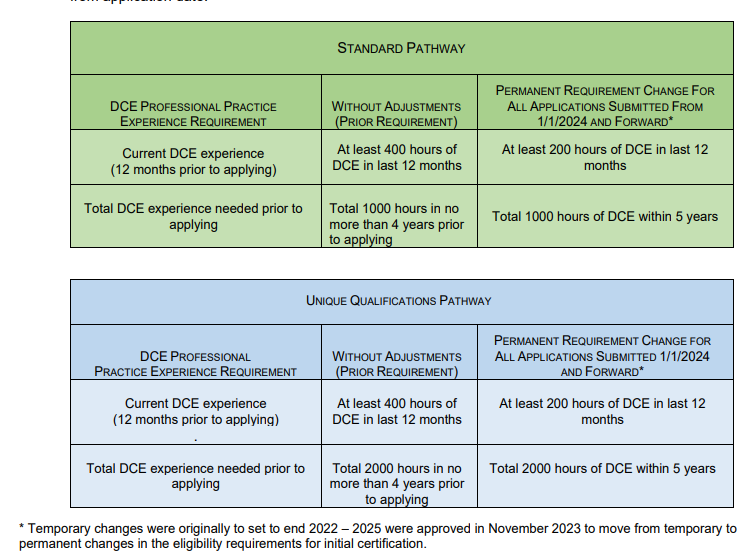 from application date.
STANDARD PATHWAY
DCE PROFESSIONAL PRACTICE
EXPERIENCE REQUIREMENT
WITHOUT ADJUSTMENTS
(PRIOR REQUIREMENT)
PERMANENT REQUIREMENT CHANGE FOR
ALL APPLICATIONS SUBMITTED FROM
1/1/2024 AND FORWARD*
Current DCE experience
(12 months prior to applying)
At least 400 hours of
DCE in last 12 months
At least 200 hours of DCE in last 12
months
Total DCE experience needed prior to
applying
Total 1000 hours in no
more than 4 years prior
to applying
Total 1000 hours of DCE within 5 years
UNIQUE QUALIFICATIONS PATHWAY
DCE PROFESSIONAL
PRACTICE EXPERIENCE REQUIREMENT
WITHOUT ADJUSTMENTS
(PRIOR REQUIREMENT)
PERMANENT REQUIREMENT CHANGE FOR
ALL APPLICATIONS SUBMITTED 1/1/2024
AND FORWARD*
Current DCE experience
(12 months prior to applying)
.
At least 400 hours of
DCE in last 12 months
At least 200 hours of DCE in last 12
months
Total DCE experience needed prior to
applying
Total 2000 hours in no
more than 4 years prior
to applying
Total 2000 hours of DCE within 5 years
* Temporary changes were originally to set to end 2022 – 2025 were approved in November 2023 to move from temporary to
permanent changes in the eligibility requirements for initial certification.